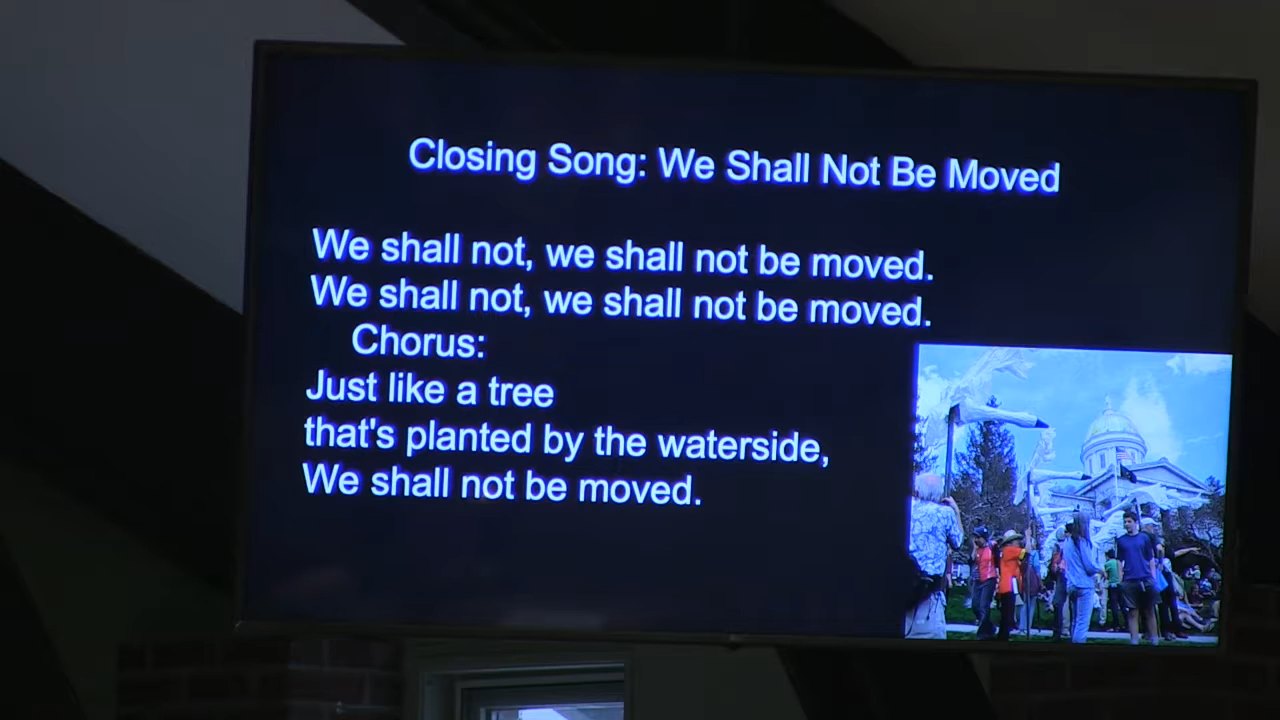 Closing Song: We Shall Not Be Moved
We shall not, we shall not be moved.
We shall not, we shall not be moved.
Chorus:
Just like a tree
that's planted by the waterside,
We shall not be moved.